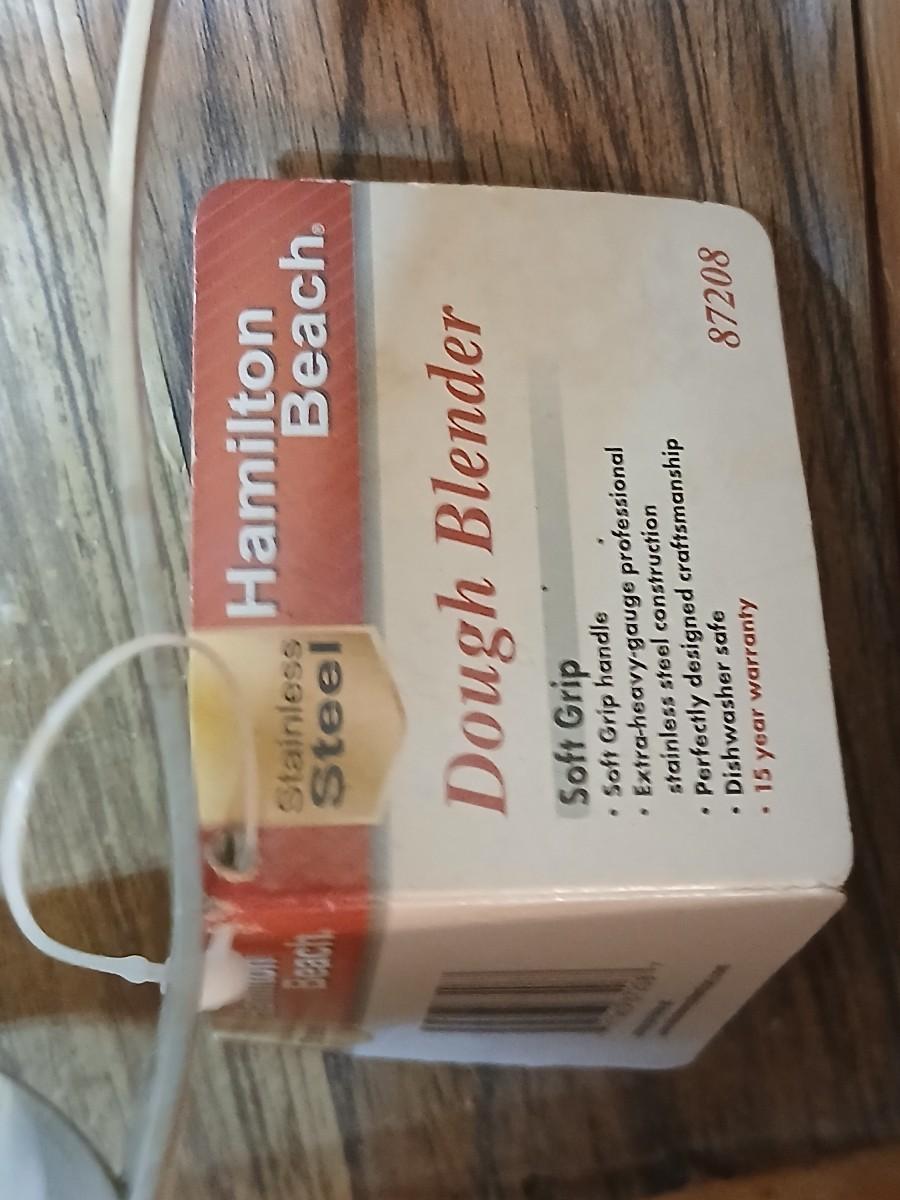 Hamilton
Beach®
Stainless
Steel
Dough Blender
Soft Grip
• Soft Grip handle
• Extra-heavy-gauge professional
stainless steel construction
• Perfectly designed craftsmanship
• Dishwasher safe
• 15 year warranty
87208
Beach